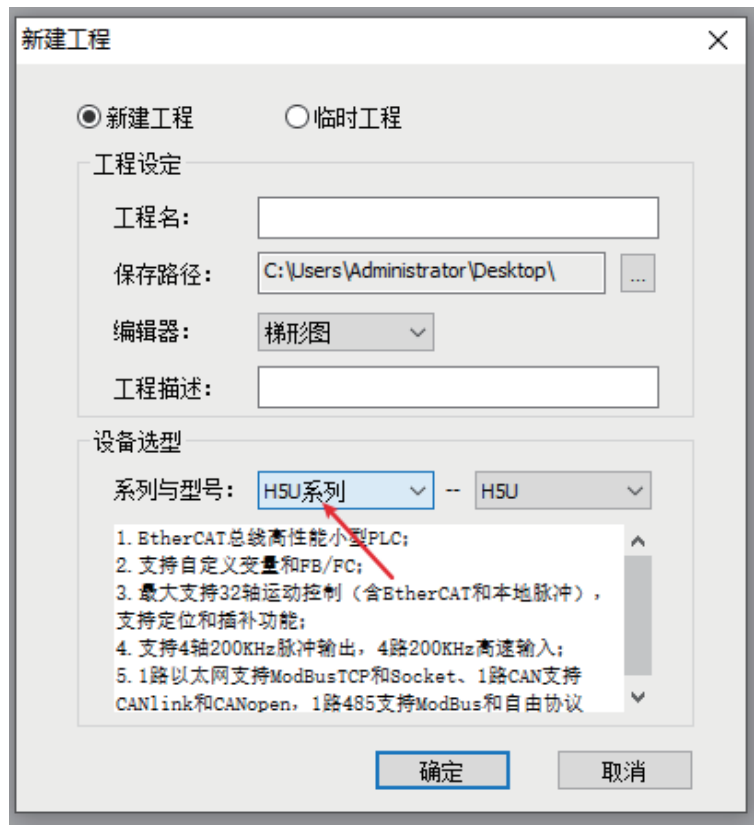 新建工程
新建工程 临时工程
工程设定
工程名：
保存路径： C:\Users\Administrator\Desktop\ ...
编辑器： 梯形图
工程描述：
设备选型
系列与型号： H5U系列 -- H5U
1. EtherCAT总线高性能小型PLC;
2. 支持自定义变量和FB/FC;
3. 最大支持32轴运动控制（含EtherCAT和本地脉冲），
支持定位和插补功能;
4. 支持4轴200KHz脉冲输出，4路200KHz高速输入;
5. 1路以太网支持ModBusTCP和Socket、1路CAN支持
CANlink和CANopen，1路485支持ModBus和自由协议
确定 取消